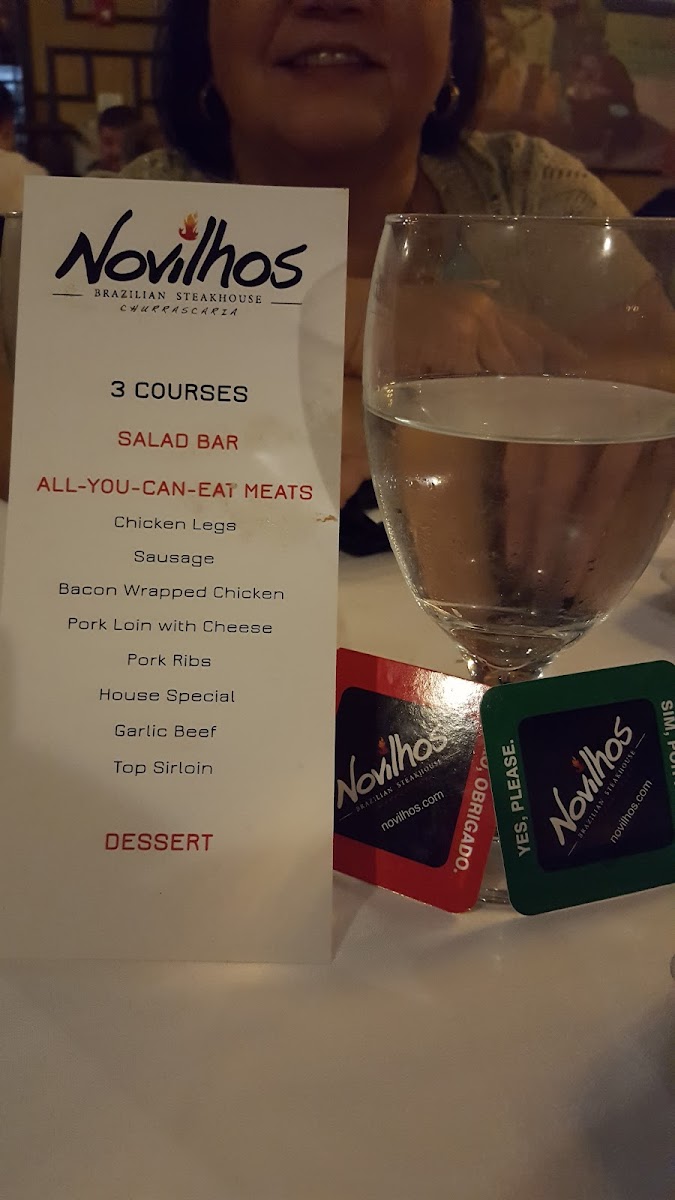 Novilhos
BRAZILIAN STEAKHOUSE
CHURRASCARIA
3 COURSES
SALAD BAR
ALL-YOU-CAN-EAT MEATS
Chicken Legs
Sausage
Bacon Wrapped Chicken
Pork Loin with Cheese
Pork Ribs
House Special
Garlic Beef
Top Sirloin
DESSERT
Novilhos
BRAZILIAN STEAKHOUSE
novilhos.com
OBRIGADO.
YES, PLEASE.
Novilhos
BRAZILIAN STEAKHOUSE
novilhos.com
SIM,